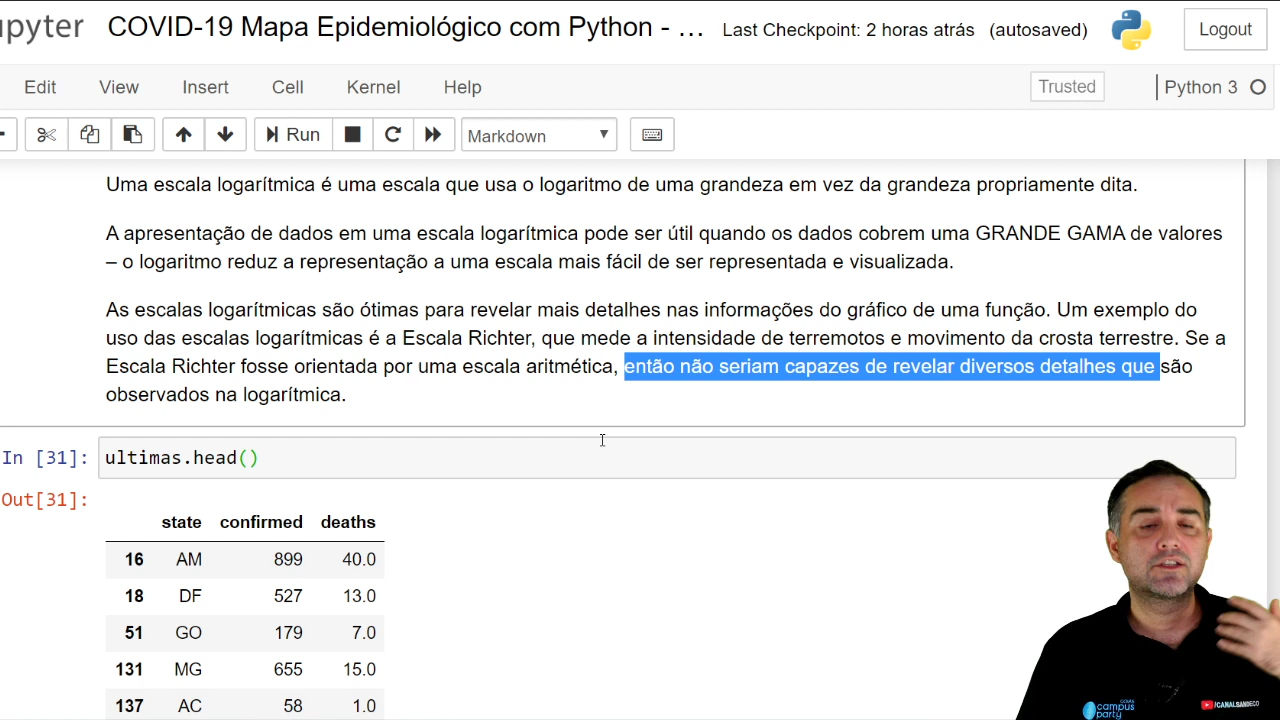 upyter COVID-19 Mapa Epidemiológico com Python - ... Last Checkpoint: 2 horas atrás (autosaved) Logout
Edit View Insert Cell Kernel Help Trusted Python 3
Run Markdown
Uma escala logarítmica é uma escala que usa o logaritmo de uma grandeza em vez da grandeza propriamente dita.
A apresentação de dados em uma escala logarítmica pode ser útil quando os dados cobrem uma GRANDE GAMA de valores
– o logaritmo reduz a representação a uma escala mais fácil de ser representada e visualizada.
As escalas logarítmicas são ótimas para revelar mais detalhes nas informações do gráfico de uma função. Um exemplo do
uso das escalas logarítmicas é a Escala Richter, que mede a intensidade de terremotos e movimento da crosta terrestre. Se a
Escala Richter fosse orientada por uma escala aritmética, então não seriam capazes de revelar diversos detalhes que são
observados na logarítmica.
In [31]: ultimas.head()
Out[31]:
state confirmed deaths
16 AM 899 40.0
18 DF 527 13.0
51 GO 179 7.0
131 MG 655 15.0
137 AC 58 1.0
campus party
/CANALSANDECO